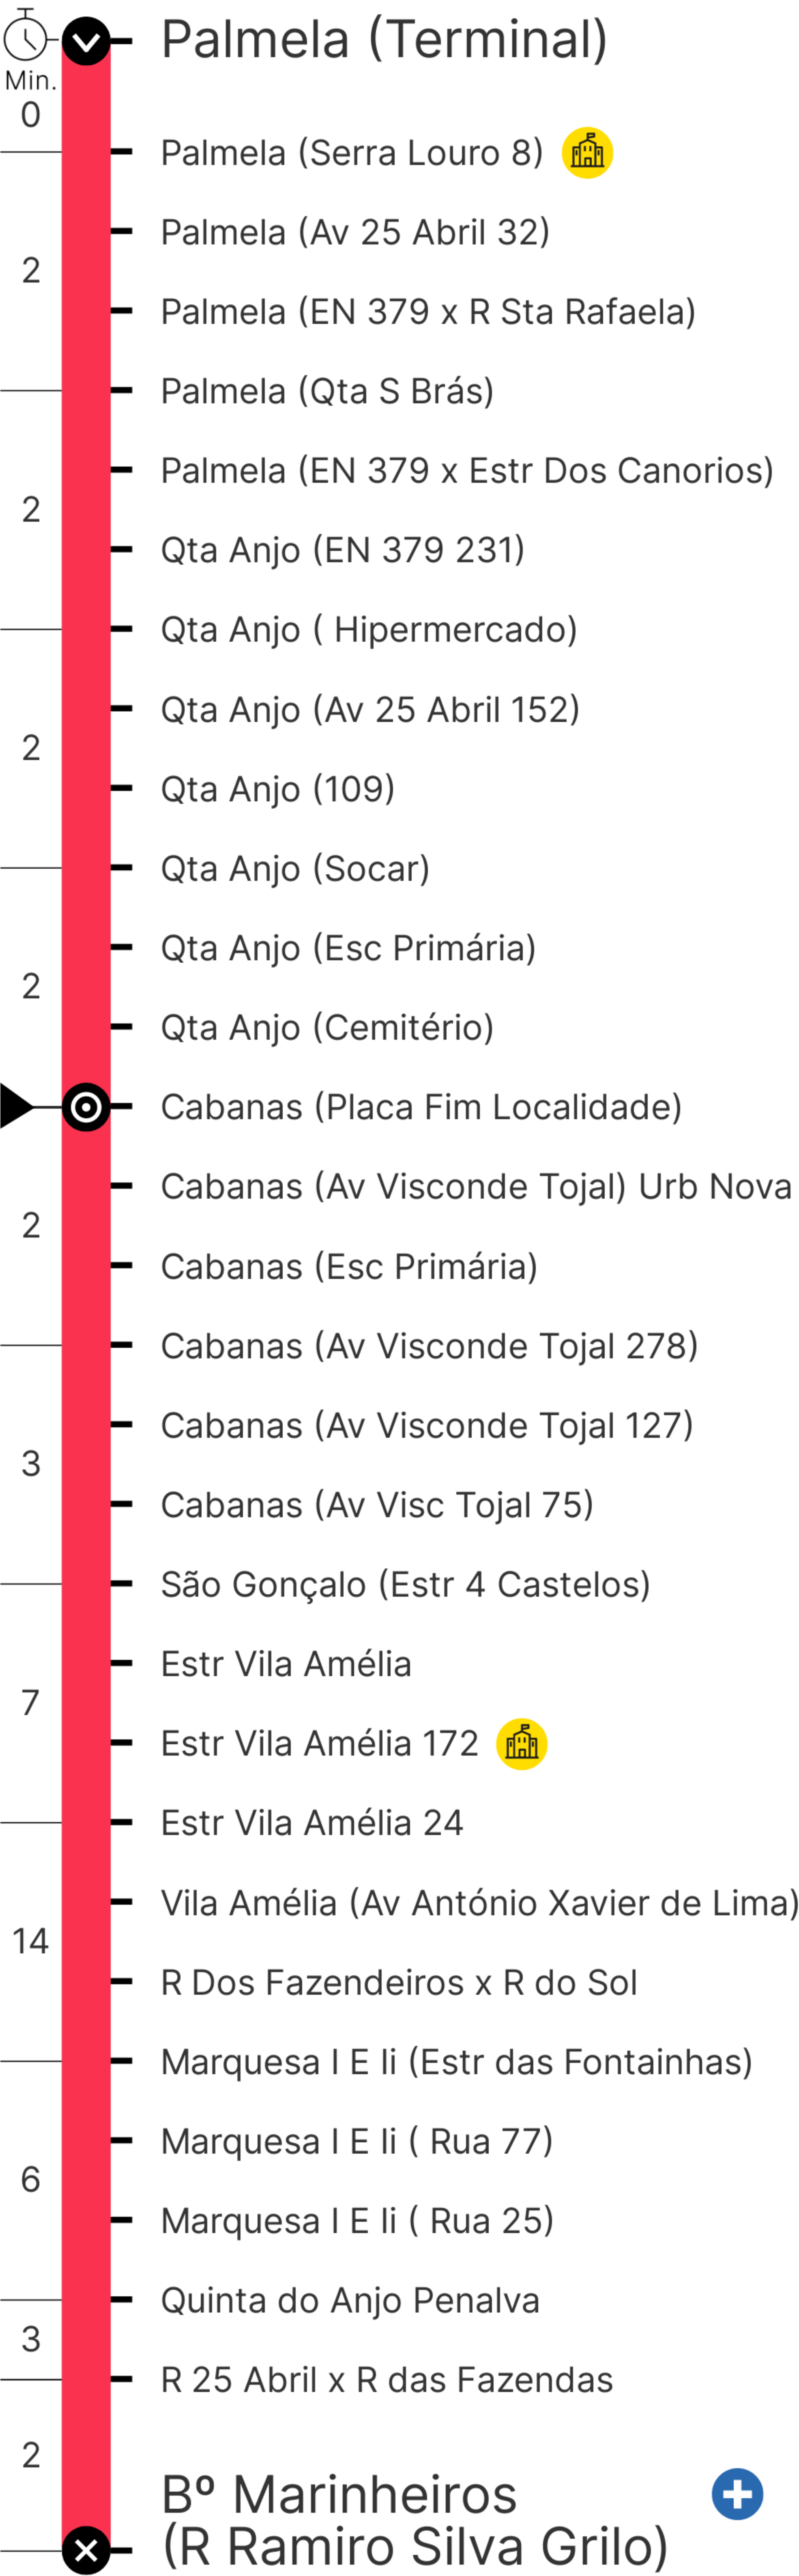 Palmela (Terminal)
Min.
0
Palmela (Serra Louro 8)
Palmela (Av 25 Abril 32)
2
Palmela (EN 379 x R Sta Rafaela)
Palmela (Qta S Brás)
Palmela (EN 379 x Estr Dos Canorios)
2
Qta Anjo (EN 379 231)
Qta Anjo ( Hipermercado)
Qta Anjo (Av 25 Abril 152)
2
Qta Anjo (109)
Qta Anjo (Socar)
Qta Anjo (Esc Primária)
2
Qta Anjo (Cemitério)
Cabanas (Placa Fim Localidade)
Cabanas (Av Visconde Tojal) Urb Nova
2
Cabanas (Esc Primária)
Cabanas (Av Visconde Tojal 278)
Cabanas (Av Visconde Tojal 127)
3
Cabanas (Av Visc Tojal 75)
São Gonçalo (Estr 4 Castelos)
Estr Vila Amélia
7
Estr Vila Amélia 172
Estr Vila Amélia 24
Vila Amélia (Av António Xavier de Lima)
14
R Dos Fazendeiros x R do Sol
Marquesa I E Ii (Estr das Fontainhas)
Marquesa I E Ii ( Rua 77)
6
Marquesa I E Ii ( Rua 25)
Quinta do Anjo Penalva
3
R 25 Abril x R das Fazendas
2
Bº Marinheiros
(R Ramiro Silva Grilo)